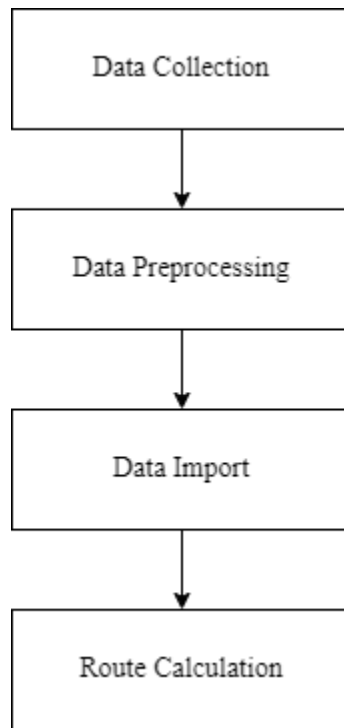 Data Collection
Data Preprocessing
Data Import
Route Calculation